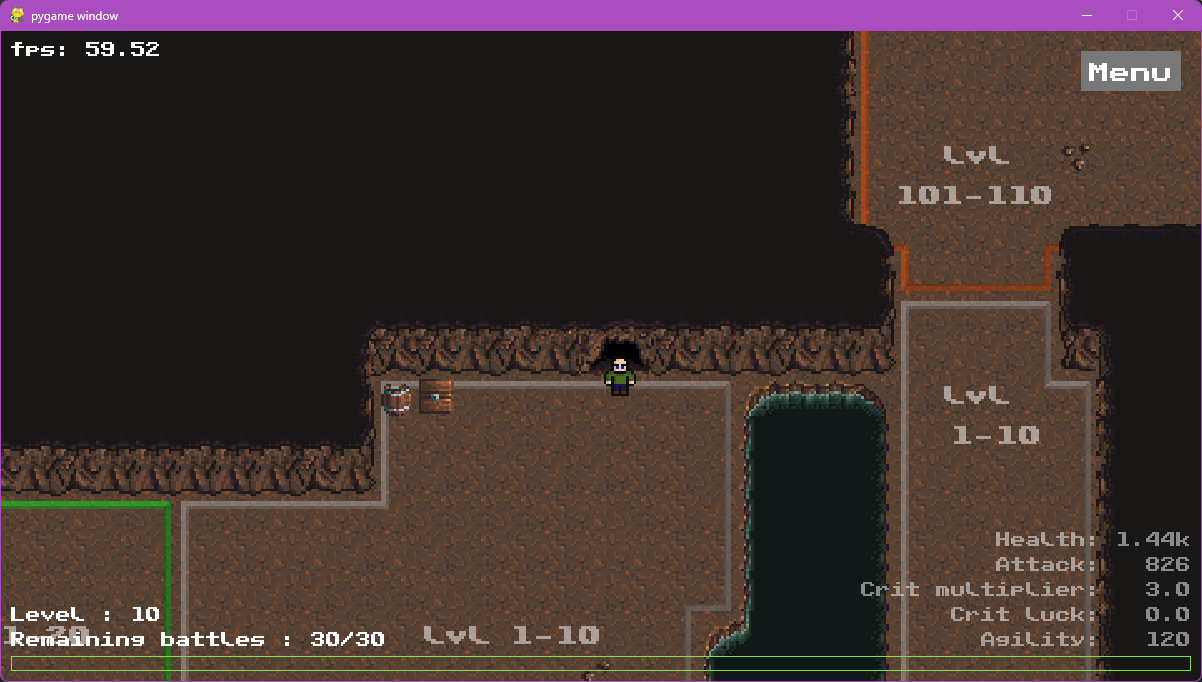 pygame window
fps: 59.52
Menu
Lvl
101-110
Lvl
1-10
Health: 1.44k
Attack: 826
Crit multiplier: 3.0
Crit Luck: 0.0
Agility: 120
Level : 10
Remaining battles : 30/30
Lvl 1-10